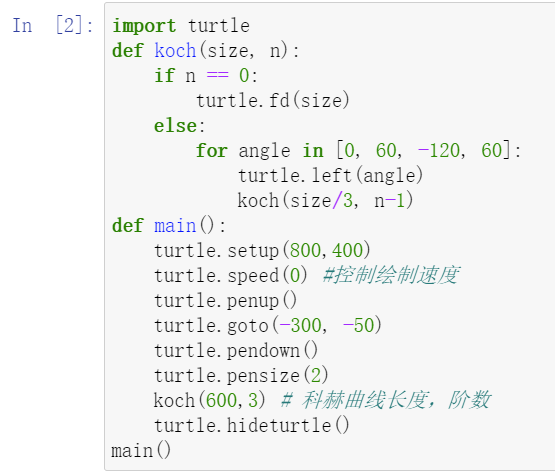 In [2]: import turtle
def koch(size, n):
    if n == 0:
        turtle.fd(size)
    else:
        for angle in [0, 60, -120, 60]:
            turtle.left(angle)
            koch(size/3, n-1)
def main():
    turtle.setup(800,400)
    turtle.speed(0) #控制绘制速度
    turtle.penup()
    turtle.goto(-300, -50)
    turtle.pendown()
    turtle.pensize(2)
    koch(600,3) # 科赫曲线长度，阶数
    turtle.hideturtle()
main()